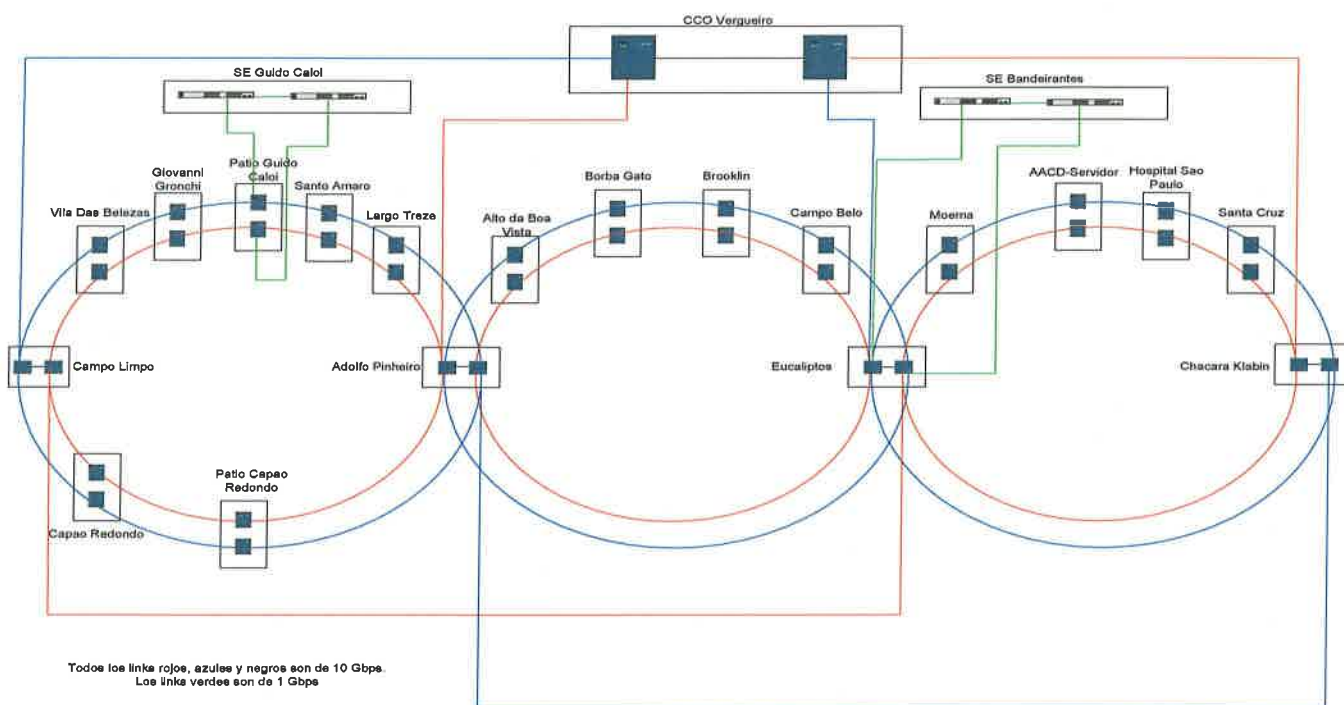 CCO Vergueiro
SE Guido Caloi
SE Bandeirantes
Patio Guido
Caloi
Giovanni
Gronchi
Santo Amaro
Vila Das Belezas
Largo Treze
Borba Gato
Brooklin
Alto da Boa
Vista
Campo Belo
AACD-Servidor
Hospital Sao
Paulo
Moema
Santa Cruz
Campo Limpo
Adolfo Pinheiro
Eucaliptos
Chacara Klabin
Patio Capao
Redondo
Capao Redondo
Todos los links rojos, azules y negros son de 10 Gbps.
Los links verdes son de 1 Gbps